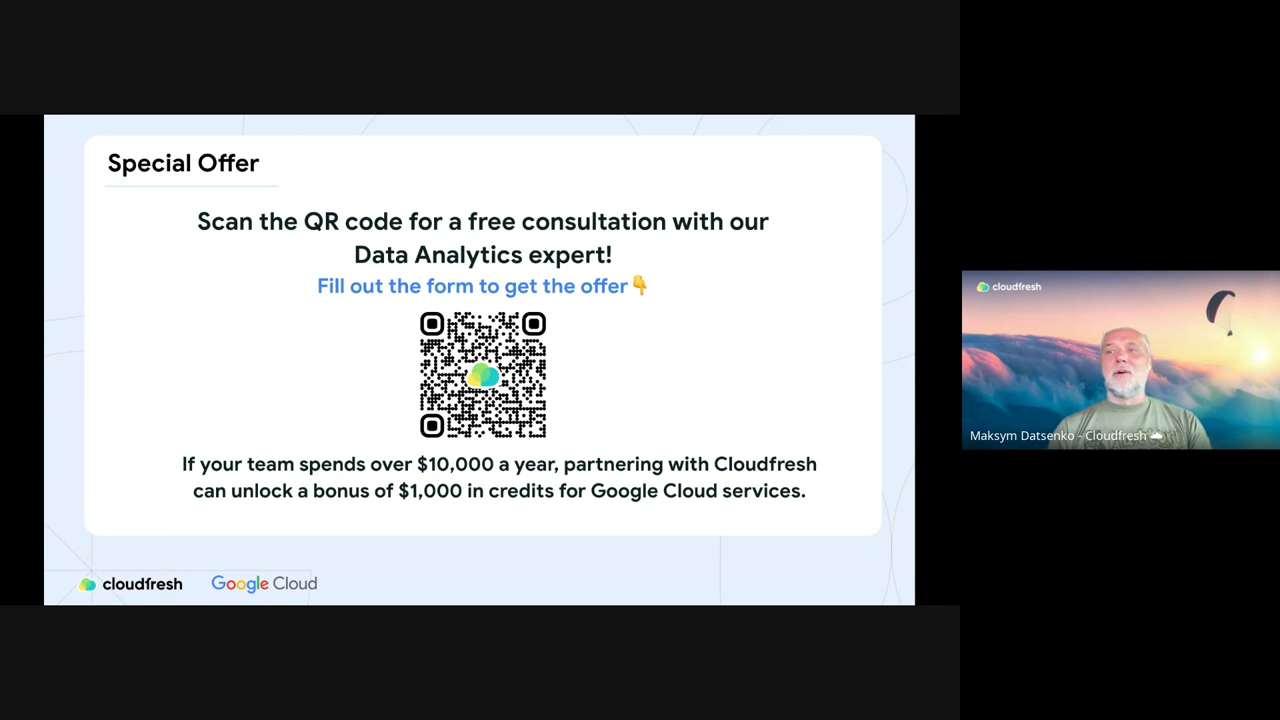 Special Offer
Scan the QR code for a free consultation with our
Data Analytics expert!
Fill out the form to get the offer👇
If your team spends over $10,000 a year, partnering with Cloudfresh
can unlock a bonus of $1,000 in credits for Google Cloud services.
cloudfresh Google Cloud
cloudfresh
Maksym Datsenko - Cloudfresh